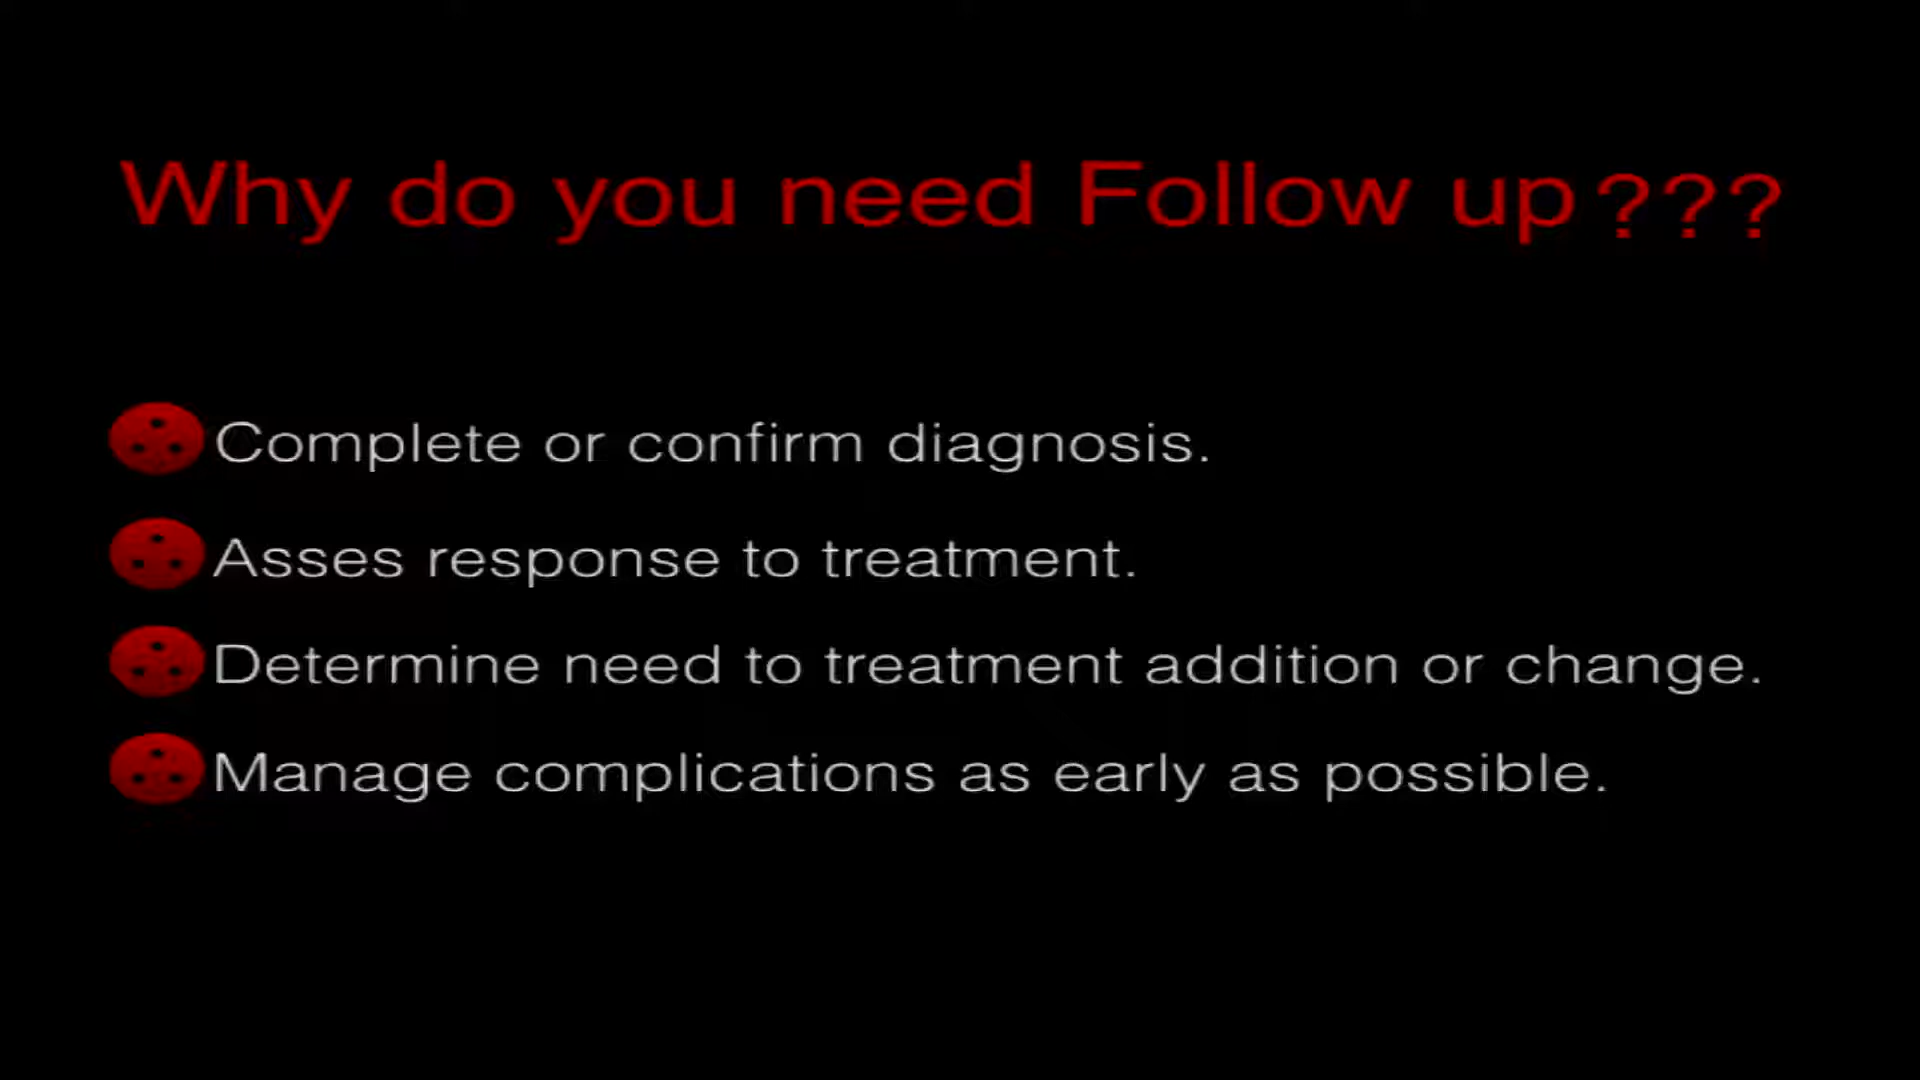 Why do you need Follow up???
Complete or confirm diagnosis.
Asses response to treatment.
Determine need to treatment addition or change.
Manage complications as early as possible.